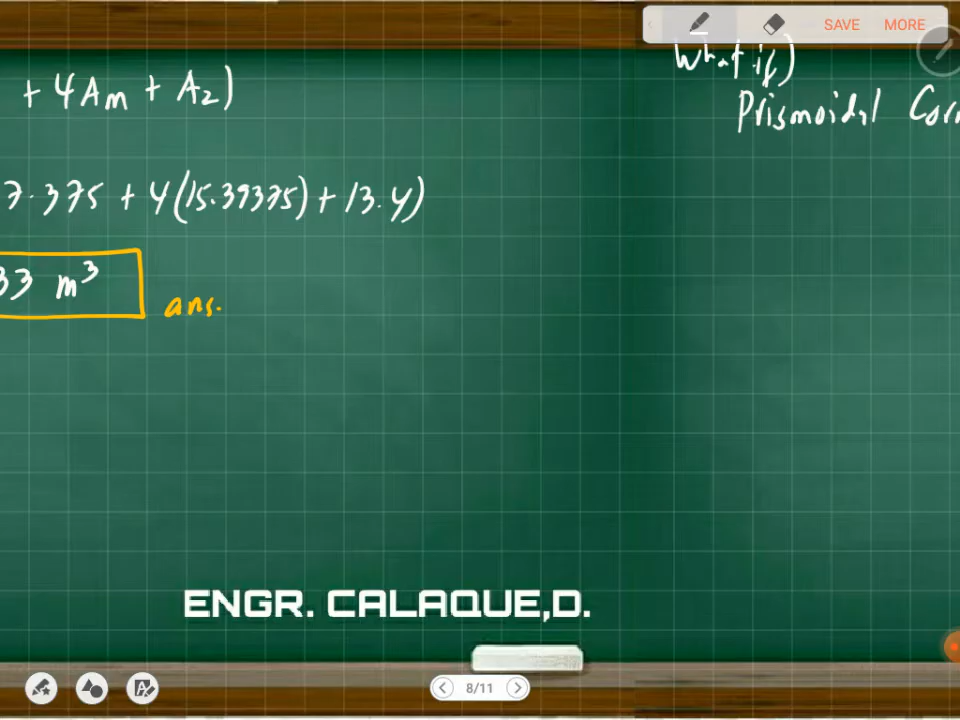 SAVE MORE
What if)
Prismoidal
+ 4Am + A2)
7.375 + 4(15.39375) + 13.4)
33 m³
ans.
ENGR. CALAQUE,D.
8/11